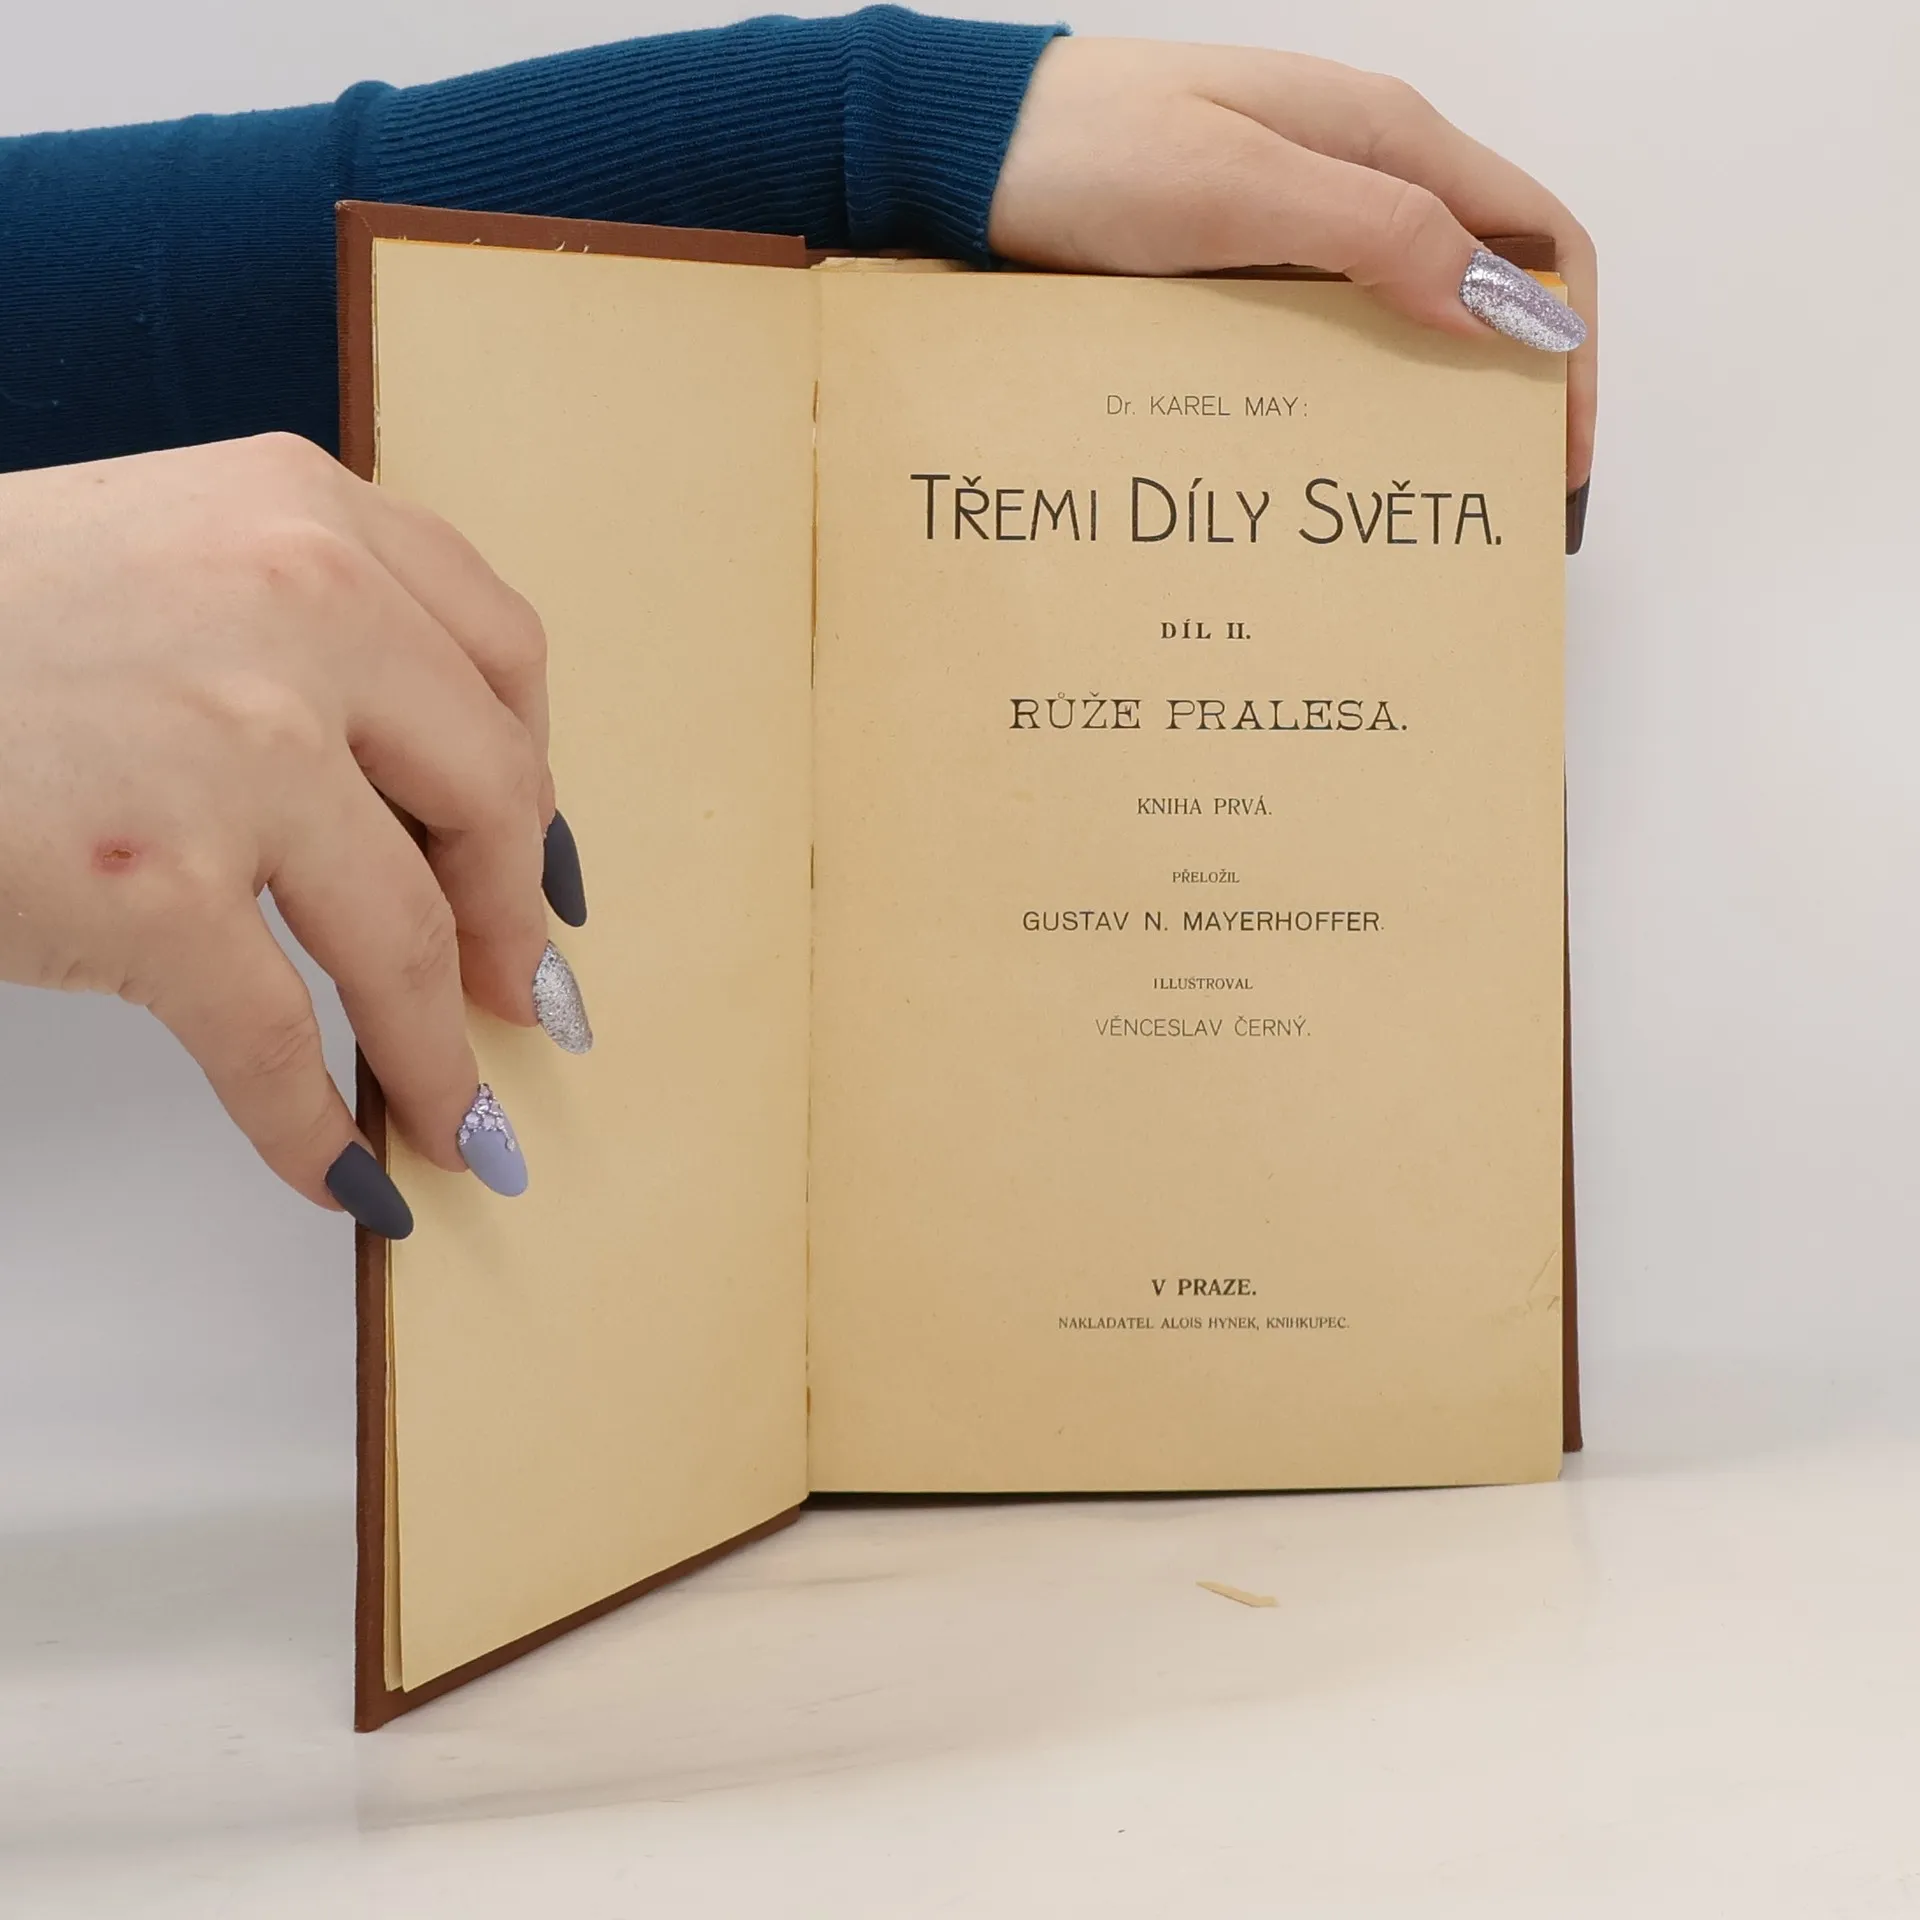 Dr. KAREL MAY:
TŘEMI DÍLY SVĚTA.
DÍL II.
RŮŽE PRALESA.
KNIHA PRVÁ.
PŘELOŽIL
GUSTAV N. MAYERHOFFER.
ILLUSTROVAL
VĚNCESLAV ČERNÝ.
V PRAZE.
NAKLADATEL ALOIS HYNEK, KNIHKUPEC.